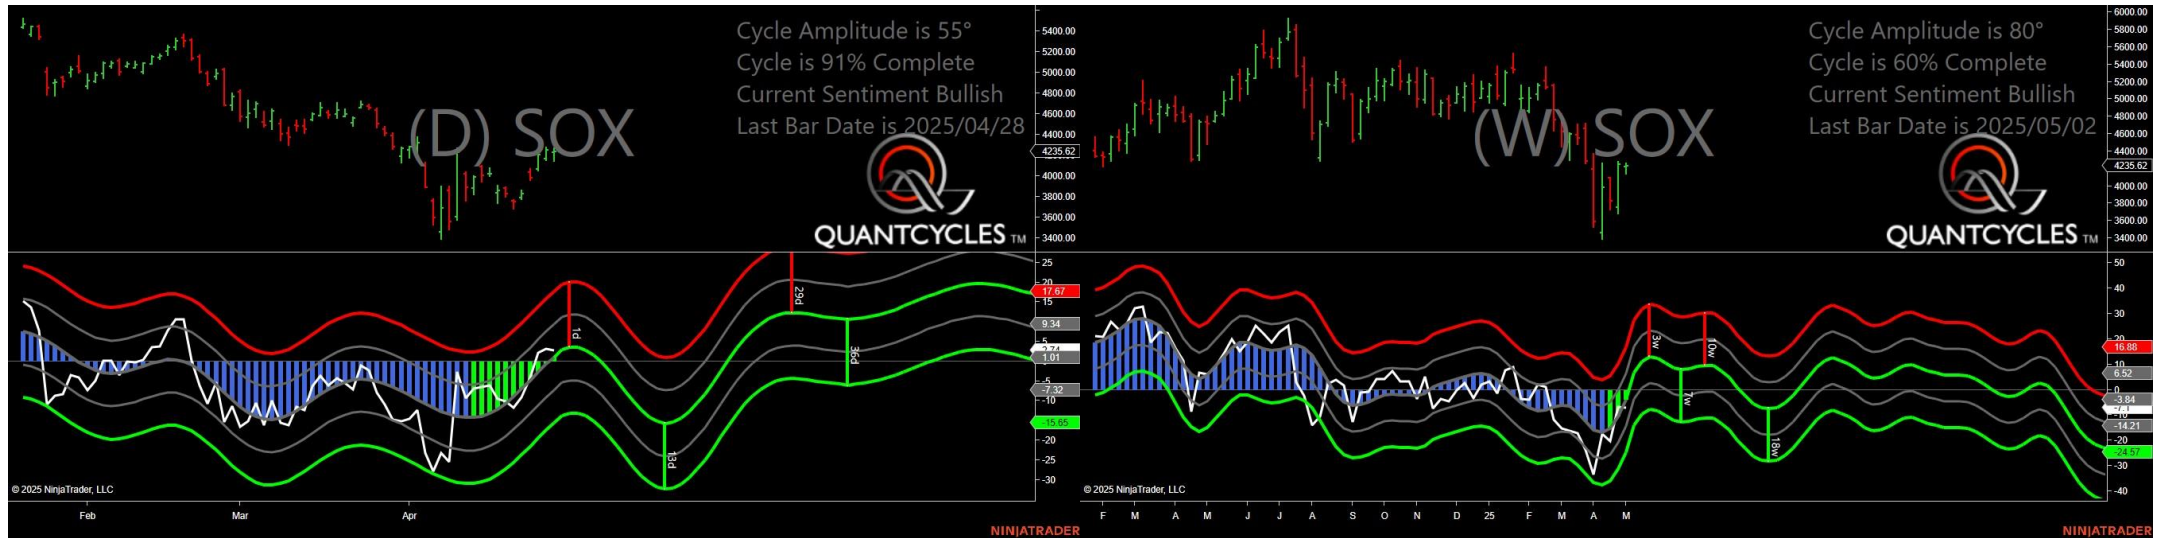 Cycle Amplitude is 55°
Cycle is 91% Complete
Current Sentiment Bullish
Last Bar Date is 2025/04/28
(D) SOX
QUANTCYCLES TM
5400.00
5000.00
4800.00
4600.00
4400.00
4235.62
4000.00
3800.00
3600.00
3400.00
25
20
17.67
15
9.34
5
1.01
-5
-7.32
-10
-15.65
-20
-25
-30
1d
13d
29d
36d
© 2025 NinjaTrader, LLC
Feb
Mar
Apr
NINJATRADER
Cycle Amplitude is 80°
Cycle is 60% Complete
Current Sentiment Bullish
Last Bar Date is 2025/05/02
(W) SOX
QUANTCYCLES TM
6000.00
5800.00
5600.00
5400.00
5200.00
5000.00
4800.00
4600.00
4400.00
4235.62
4000.00
3800.00
3600.00
3400.00
50
40
30
20
16.88
10
6.52
0
-3.84
-10
-14.21
-20
-24.57
-30
-40
3w
7w
10w
18w
© 2025 NinjaTrader, LLC
F M A M J J A S O N D 25 F M A M
NINJATRADER